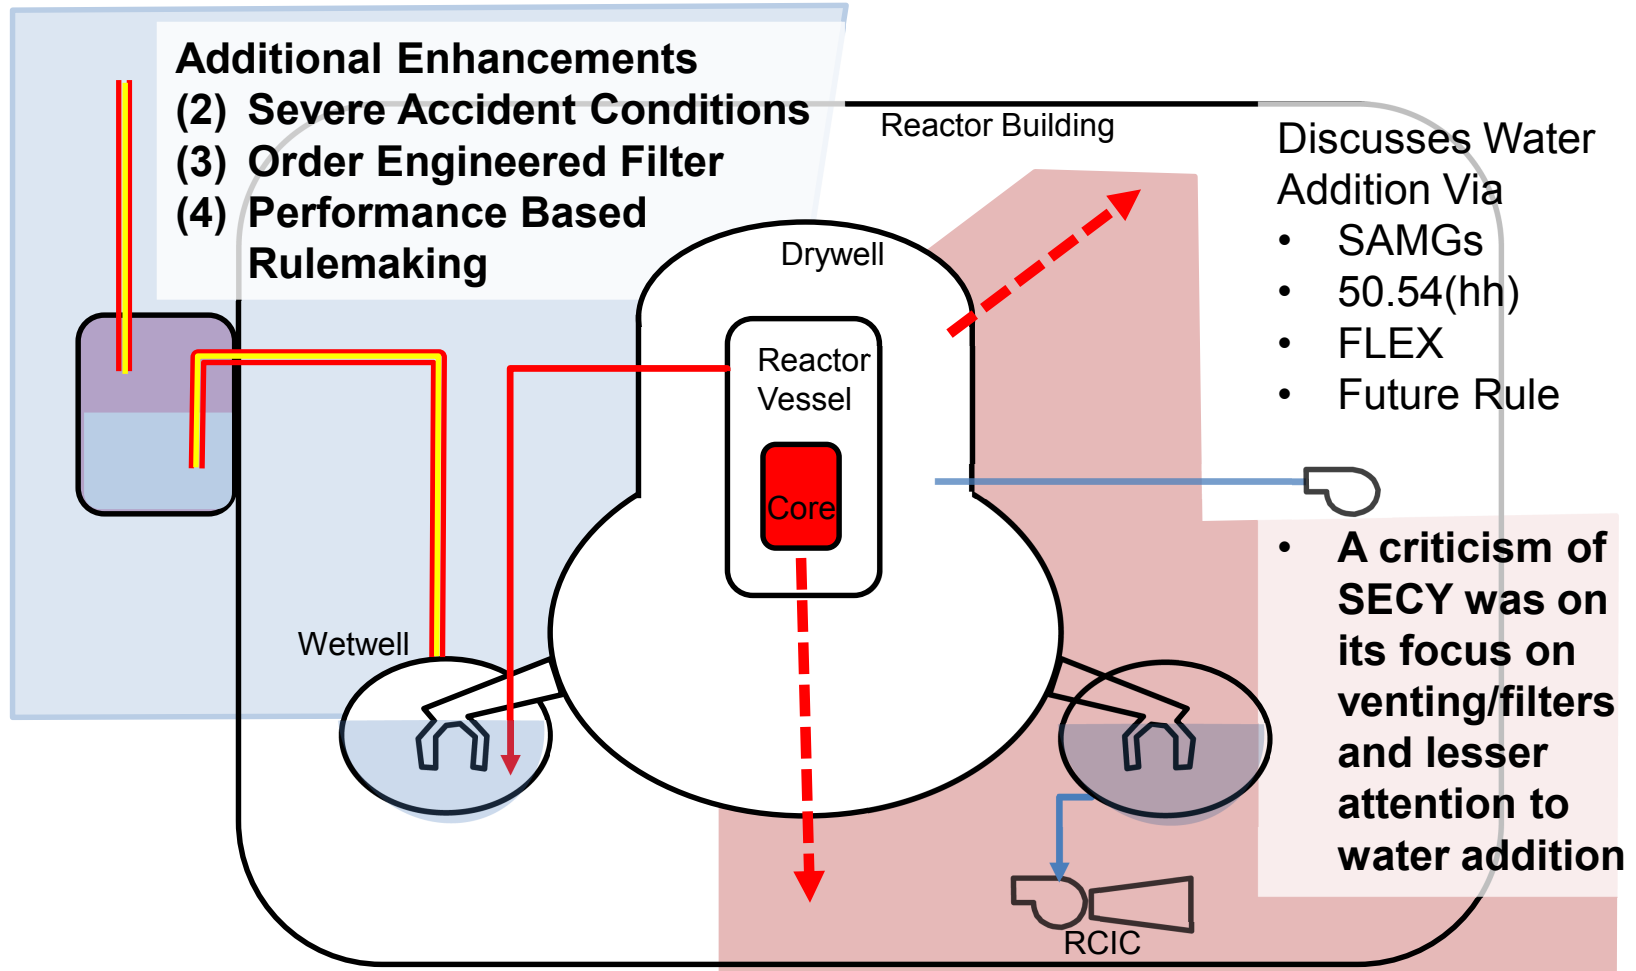 Additional Enhancements
(2) Severe Accident Conditions
(3) Order Engineered Filter
(4) Performance Based
Rulemaking
Reactor Building
Discusses Water
Addition Via
• SAMGs
• 50.54(hh)
• FLEX
• Future Rule
Drywell
Reactor
Vessel
Core
Wetwell
• A criticism of
SECY was on
its focus on
venting/filters
and lesser
attention to
water addition
RCIC